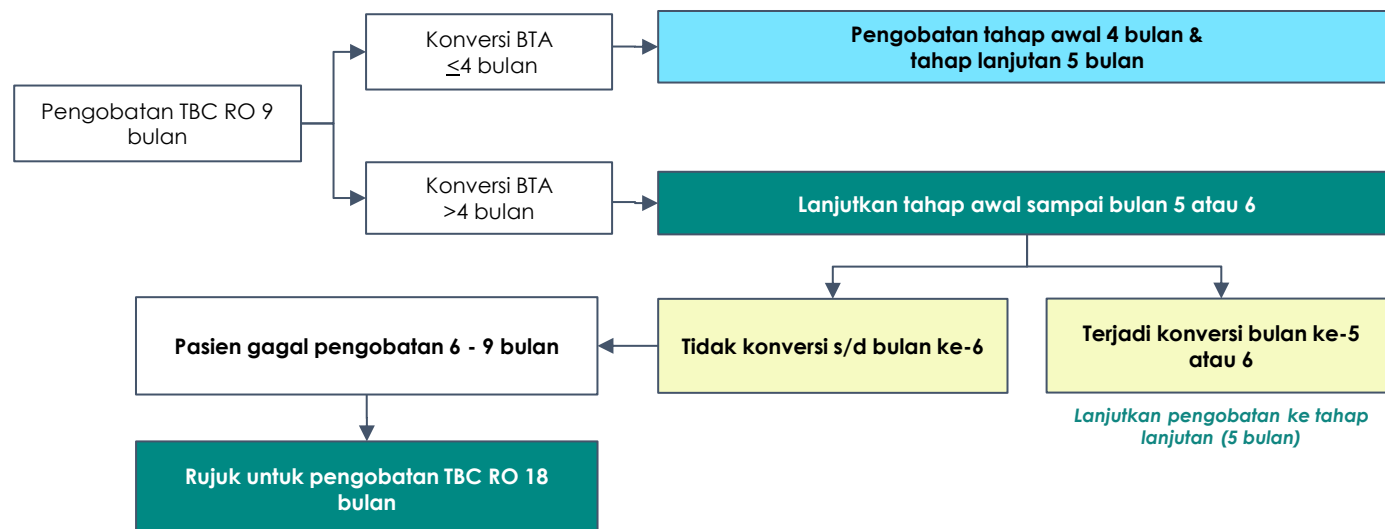 Konversi BTA
<4 bulan
Pengobatan tahap awal 4 bulan &
tahap lanjutan 5 bulan
Pengobatan TBC RO 9
bulan
Konversi BTA
>4 bulan
Lanjutkan tahap awal sampai bulan 5 atau 6
Pasien gagal pengobatan 6 - 9 bulan
Tidak konversi s/d bulan ke-6
Terjadi konversi bulan ke-5
atau 6
Lanjutkan pengobatan ke tahap
lanjutan (5 bulan)
Rujuk untuk pengobatan TBC RO 18
bulan